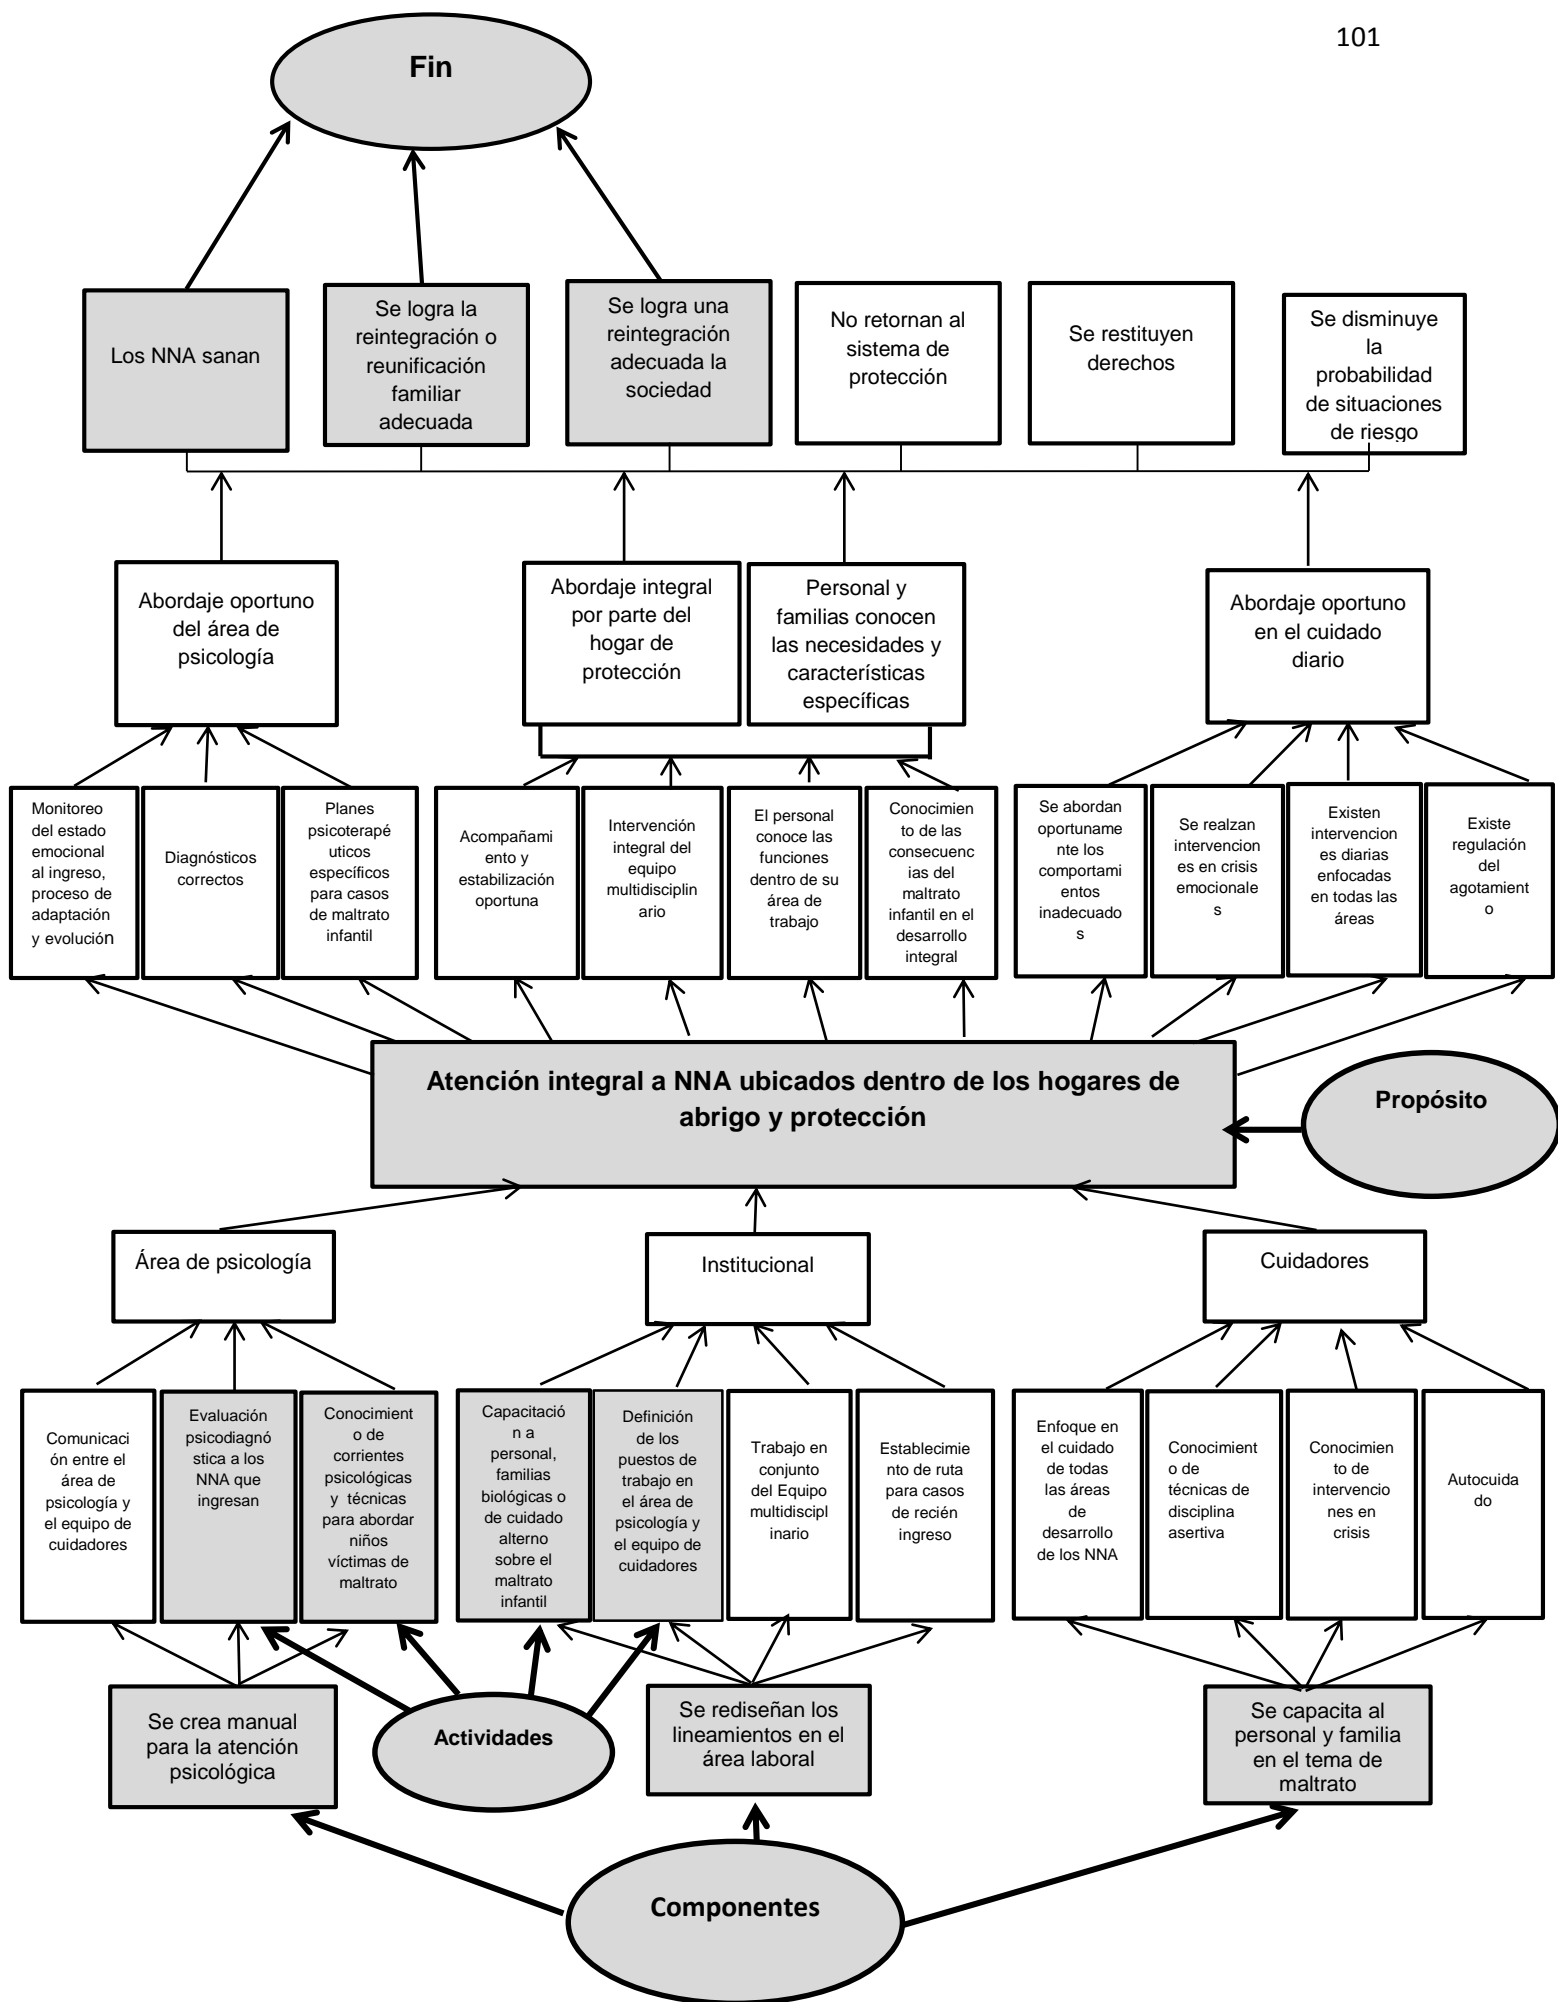 101
Fin
Los NNA sanan
Se logra la
reintegración o
reunificación
familiar
adecuada
Se logra una
reintegración
adecuada la
sociedad
No retornan al
sistema de
protección
Se restituyen
derechos
Se disminuye
la
probabilidad
de situaciones
de riesgo
Abordaje oportuno
del área de
psicología
Abordaje integral
por parte del
hogar de
protección
Personal y
familias conocen
las necesidades y
características
específicas
Abordaje oportuno
en el cuidado
diario
Monitoreo
del estado
emocional
al ingreso,
proceso de
adaptación
y evolución
Diagnósticos
correctos
Planes
psicoterapé
uticos
específicos
para casos
de maltrato
infantil
Acompañami
ento y
estabilización
oportuna
Intervención
integral del
equipo
multidisciplin
ario
El personal
conoce las
funciones
dentro de su
área de
trabajo
Conocimien
to de las
consecuenc
ias del
maltrato
infantil en el
desarrollo
integral
Se abordan
oportuname
nte los
comportami
entos
inadecuado
s
Se realzan
intervencion
es en crisis
emocionale
s
Existen
intervencion
es diarias
enfocadas
en todas las
áreas
Existe
regulación
del
agotamient
o
Atención integral a NNA ubicados dentro de los hogares de
abrigo y protección
Propósito
Área de psicología
Institucional
Cuidadores
Comunicaci
ón entre el
área de
psicología y
el equipo de
cuidadores
Evaluación
psicodiagnó
stica a los
NNA que
ingresan
Conocimient
o de
corrientes
psicológicas
y técnicas
para abordar
niños
víctimas de
maltrato
Capacitació
n a
personal,
familias
biológicas o
de cuidado
alterno
sobre el
maltrato
infantil
Definición
de los
puestos de
trabajo en
el área de
psicología y
el equipo de
cuidadores
Trabajo en
conjunto
del Equipo
multidiscipl
inario
Establecimie
nto de ruta
para casos
de recién
ingreso
Enfoque en
el cuidado
de todas
las áreas
de
desarrollo
de los NNA
Conocimient
o de
técnicas de
disciplina
asertiva
Conocimien
to de
intervencio
nes en
crisis
Autocuida
do
Se crea manual
para la atención
psicológica
Actividades
Se rediseñan los
lineamientos en el
área laboral
Se capacita al
personal y familia
en el tema de
maltrato
Componentes